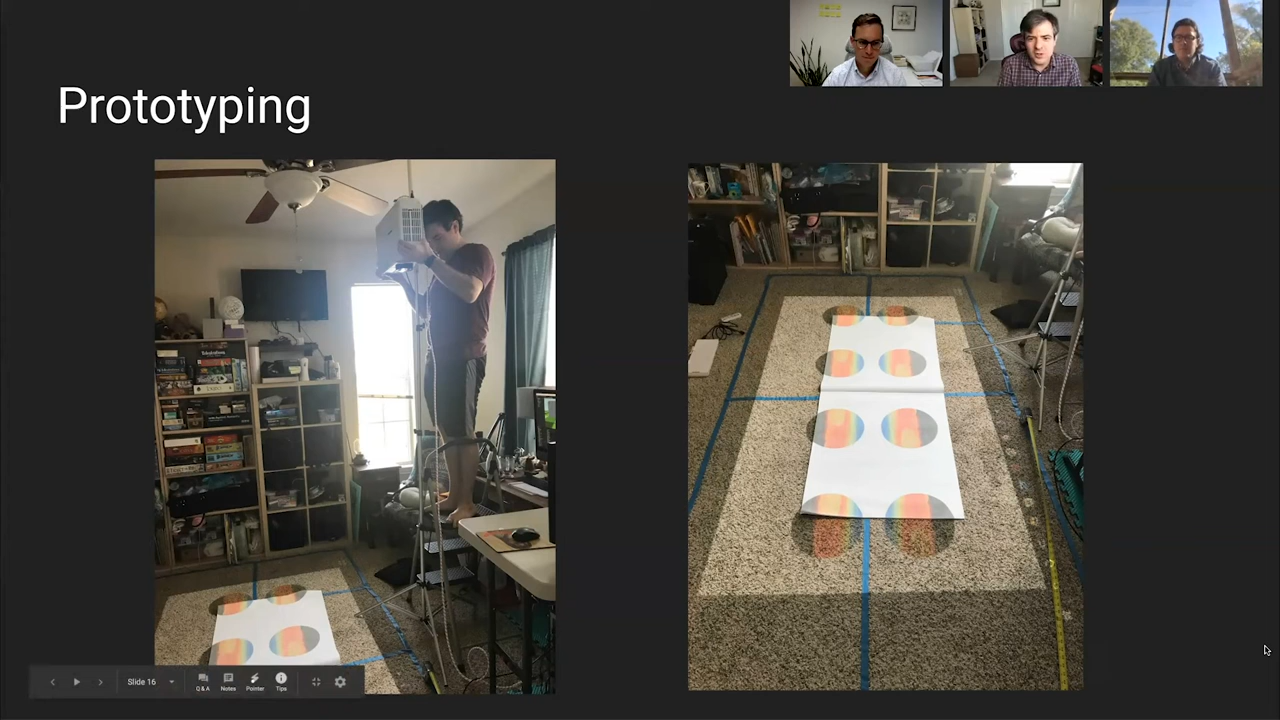 Prototyping
Slide 16
Q & A
Notes
Pointer
Tips